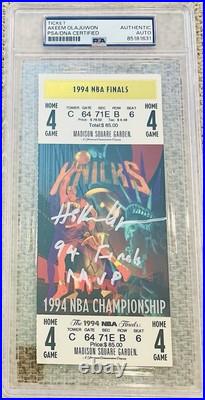 TICKET
AKEEM OLAJUWON
PSA/DNA CERTIFIED
AUTHENTIC
AUTO
PSA
85181631
1994 NBA FINALS
HOME
4
GAME
TOWER/DIV GATE ROW SEAT
C 64 71E B 6
Total:$ 85.00
MADISON SQUARE GARDEN
HOME
4
GAME
KNICKS
94 Finals
MVP
1994 NBA CHAMPIONSHIP
HOME
4
GAME
The 1994 NBA Finals
C 64 71E B 6
Price:$ 85.00
MADISON SQUARE GARDEN
HOME
4
GAME